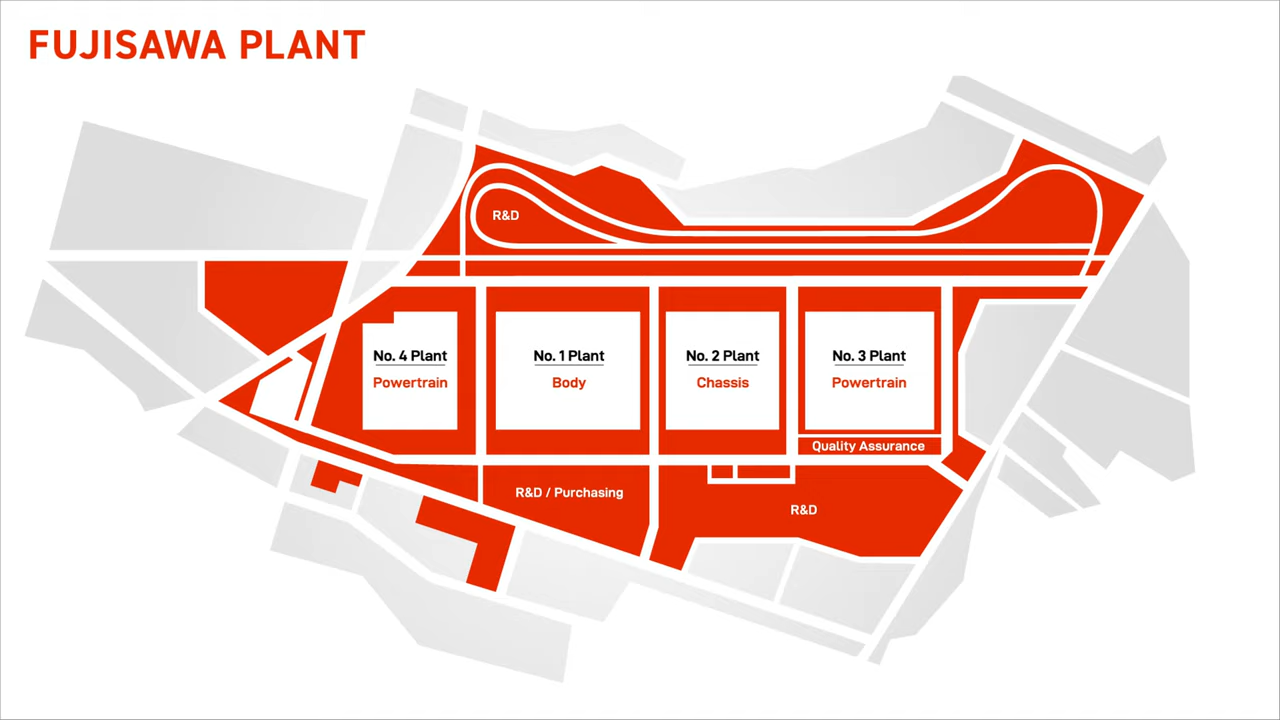 FUJISAWA PLANT
R&D
No. 4 Plant
Powertrain
No. 1 Plant
Body
No. 2 Plant
Chassis
No. 3 Plant
Powertrain
Quality Assurance
R&D / Purchasing
R&D